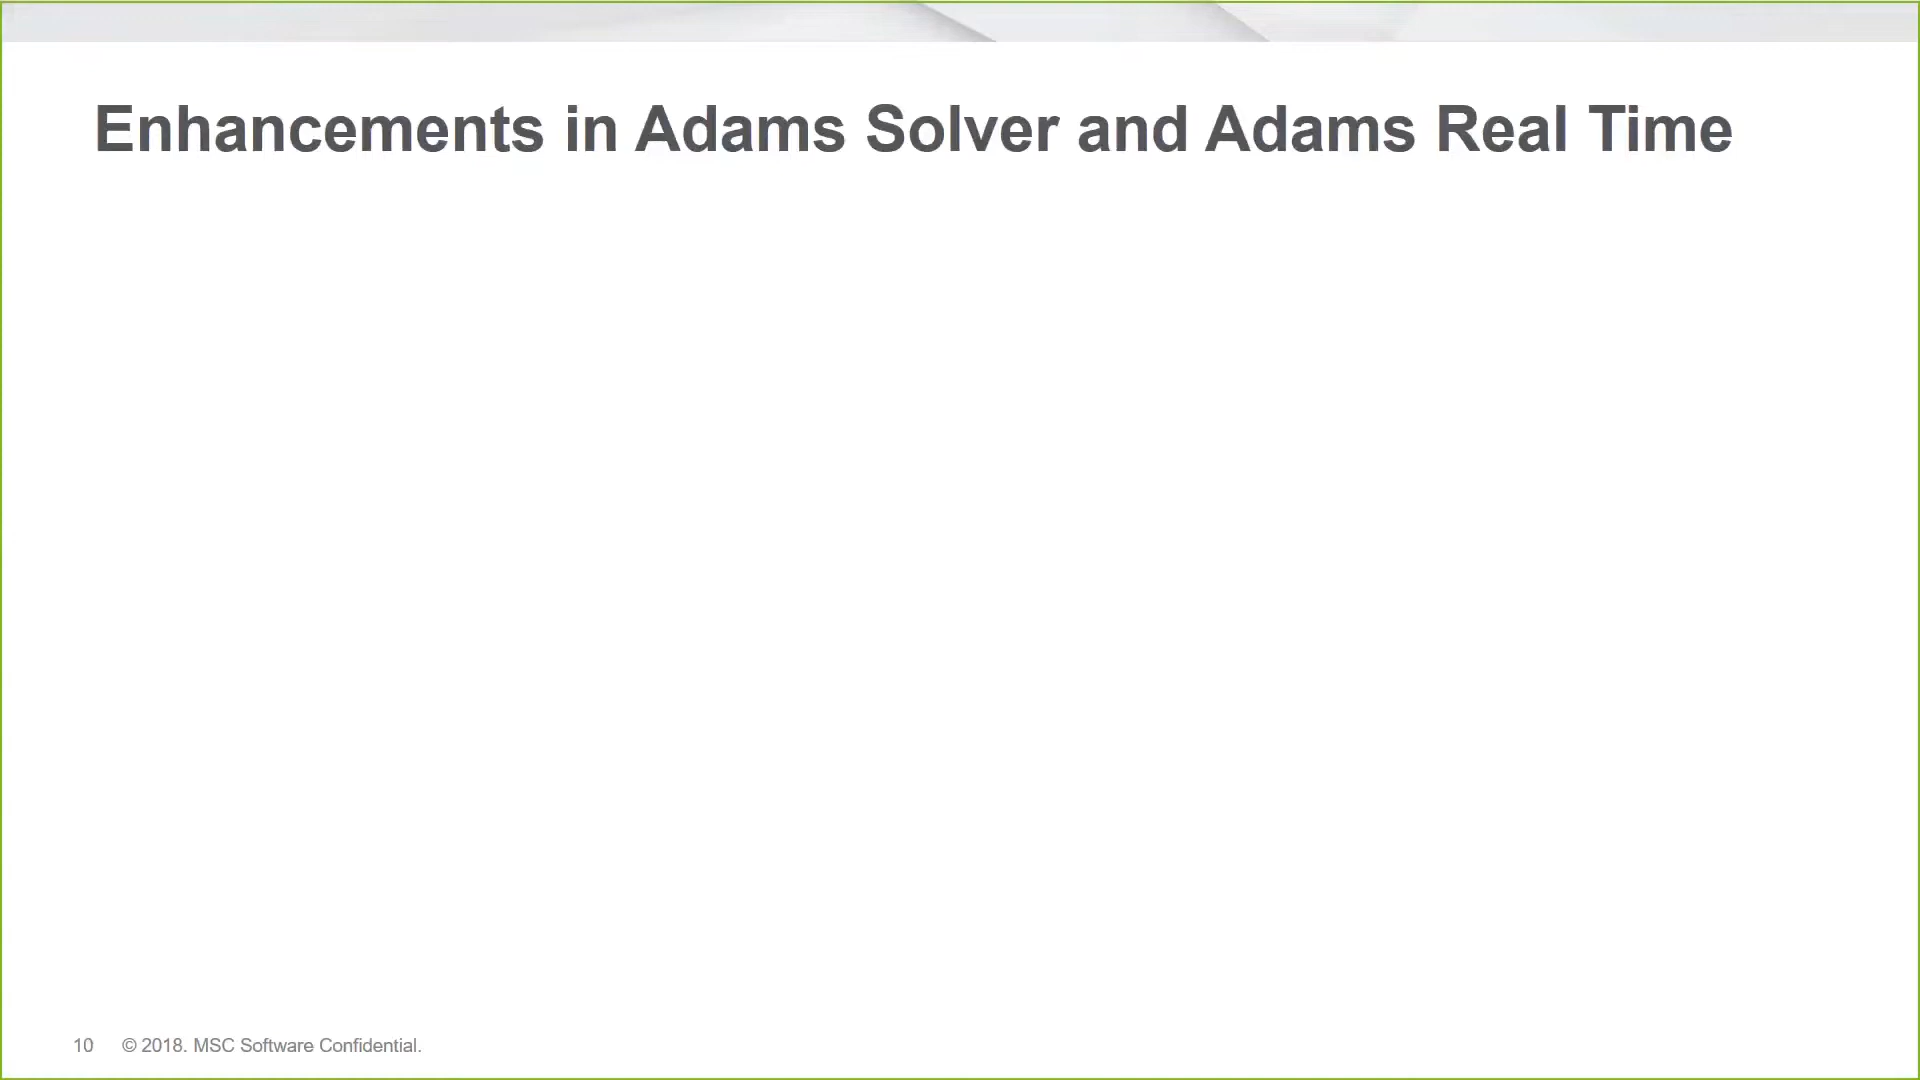 Enhancements in Adams Solver and Adams Real Time
10 © 2018. MSC Software Confidential.